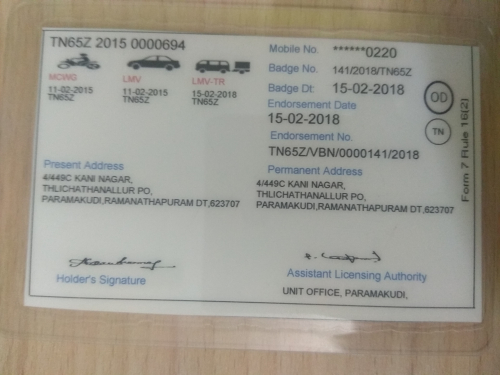 TN65Z 2015 0000694
MCWG LMV LMV-TR
11-02-2015 11-02-2015 15-02-2018
TN65Z TN65Z TN65Z
Mobile No. ******0220
Badge No. 141/2018/TN65Z
Badge Dt: 15-02-2018
Endorsement Date
15-02-2018
Endorsement No.
TN65Z/VBN/0000141/2018
OD
TN
Form 7 Rule 16(2)
Present Address
4/449C KANI NAGAR,
THLICHATHANALLUR PO,
PARAMAKUDI,RAMANATHAPURAM DT,623707
Permanent Address
4/449C KANI NAGAR,
THLICHATHANALLUR PO,
PARAMAKUDI,RAMANATHAPURAM DT,623707
Holder's Signature
Assistant Licensing Authority
UNIT OFFICE, PARAMAKUDI,